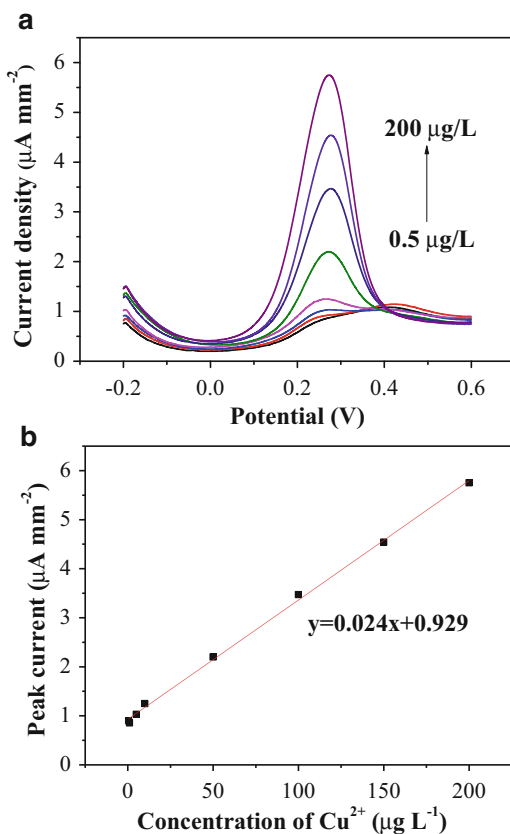 a
Current density (μA mm⁻²)
6
5
4
3
2
1
0
200 μg/L
0.5 μg/L
-0.2 0.0 0.2 0.4 0.6
Potential (V)
b
Peak current (μA mm⁻²)
6
5
4
3
2
1
0
y=0.024x+0.929
0 50 100 150 200
Concentration of Cu²⁺ (μg L⁻¹)